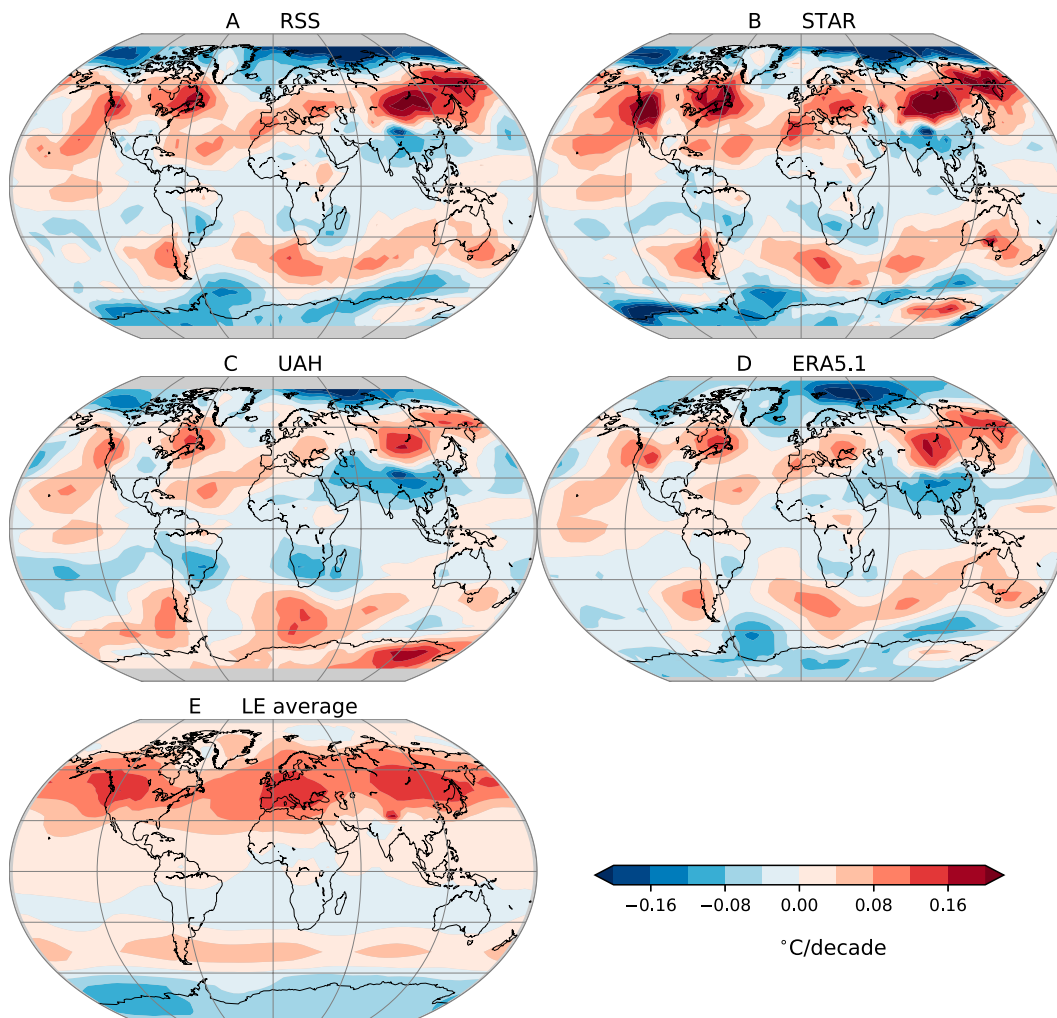 A RSS
B STAR
C UAH
D ERA5.1
E LE average
−0.16 −0.08 0.00 0.08 0.16
°C/decade